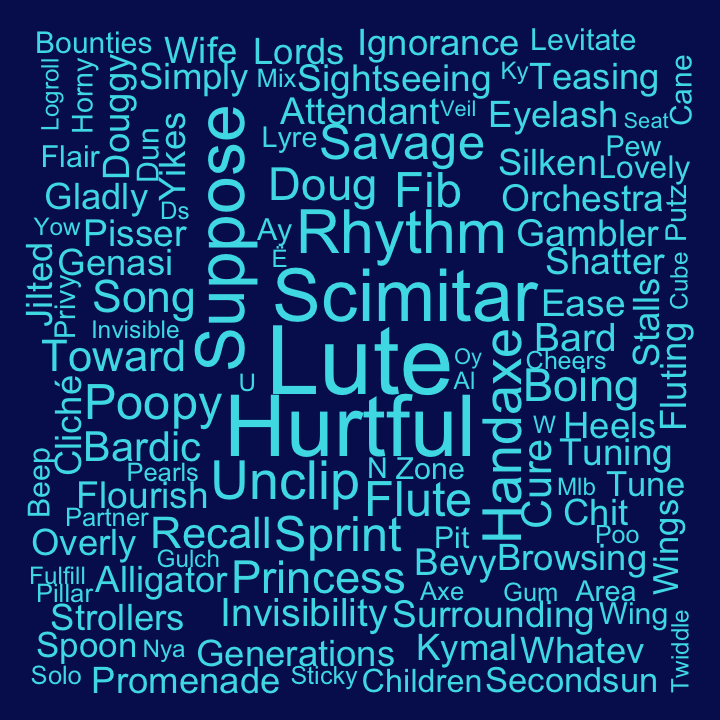 Bounties
Wife
Lords
Ignorance
Levitate
Logroll
Horny
Douggy
Simply
Mix
Sightseeing
Ky
Teasing
Cane
Attendant
Veil
Eyelash
Seat
Flair
Dun
Yikes
Suppose
Lyre
Savage
Silken
Pew
Lovely
Gladly
Ds
Doug
Fib
Orchestra
Putz
Yow
Pisser
Ay
Rhythm
Gambler
Jilted
Privy
Genasi
Ë
Shatter
Cube
Song
Scimitar
Ease
Stalls
Invisible
Bard
Toward
Lute
Oy
Cheers
Fluting
U
Al
Handaxe
Boing
Cliché
Poopy
Hurtful
W
Heels
Bardic
Cure
Tuning
Beep
Pearls
Unclip
N
Zone
Mlb
Tune
Flourish
Flute
Chit
Partner
Recall
Sprint
Pit
Poo
Wings
Overly
Gulch
Bevy
Browsing
Fulfill
Pillar
Alligator
Princess
Axe
Gum
Area
Strollers
Invisibility
Surrounding
Wing
Twiddle
Spoon
Nya
Generations
Kymal
Whatev
Solo
Promenade
Sticky
Children
Secondsun